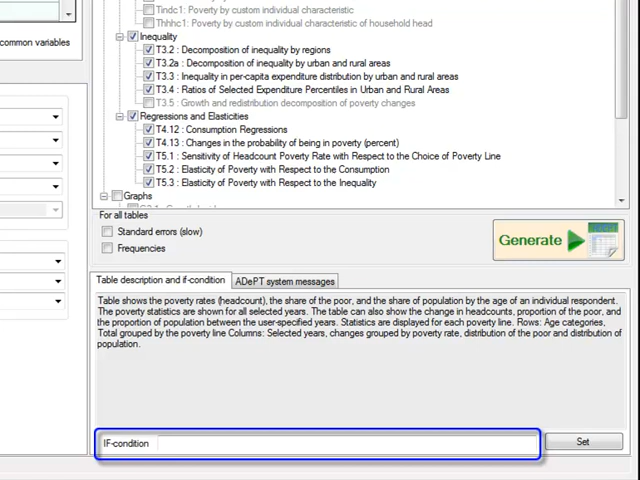 Tindc1: Poverty by custom individual characteristic
Thhhc1: Poverty by custom individual characteristic of household head
common variables
Inequality
T3.2 : Decomposition of inequality by regions
T3.2a : Decomposition of inequality by urban and rural areas
T3.3 : Inequality in per-capita expenditure distribution by urban and rural areas
T3.4 : Ratios of Selected Expenditure Percentiles in Urban and Rural Areas
T3.5 : Growth and redistribution decomposition of poverty changes
Regressions and Elasticities
T4.12 : Consumption Regressions
T4.13 : Changes in the probability of being in poverty (percent)
T5.1 : Sensitivity of Headcount Poverty Rate with Respect to the Choice of Poverty Line
T5.2 : Elasticity of Poverty with Respect to the Consumption
T5.3 : Elasticity of Poverty with Respect to the Inequality
Graphs
For all tables
Standard errors (slow)
Frequencies
Generate
Table description and if-condition
ADePT system messages
Table shows the poverty rates (headcount), the share of the poor, and the share of population by the age of an individual respondent.
The poverty statistics are shown for all selected years. The table can also show the change in headcounts, proportion of the poor, and
the proportion of population between the user-specified years. Statistics are displayed for each poverty line. Rows: Age categories,
Total grouped by the poverty line Columns: Selected years, changes grouped by poverty rate, distribution of the poor and distribution of
population.
IF-condition
Set